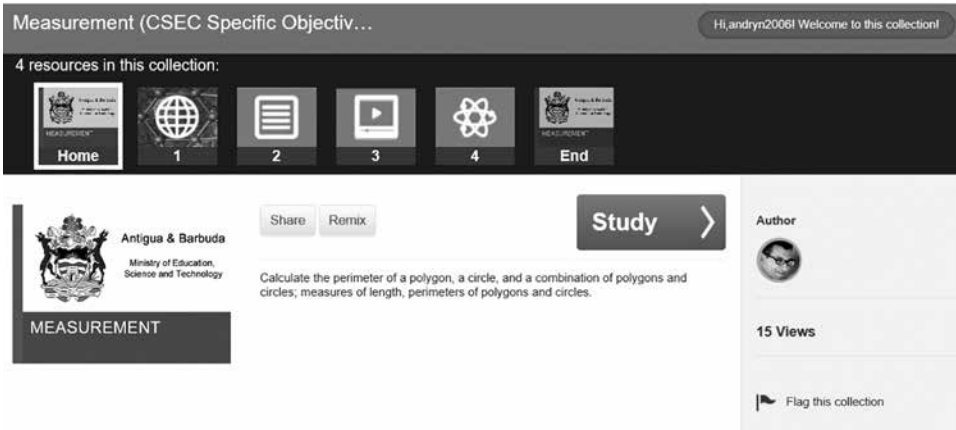 Measurement (CSEC Specific Objectiv...
Hi,andryn2006! Welcome to this collection!
4 resources in this collection:
MEASUREMENT
Home
1
2
3
4
MEASUREMENT
End
Antigua & Barbuda
Ministry of Education,
Science and Technology
MEASUREMENT
Share
Remix
Study
Calculate the perimeter of a polygon, a circle, and a combination of polygons and
circles; measures of length, perimeters of polygons and circles.
Author
15 Views
Flag this collection